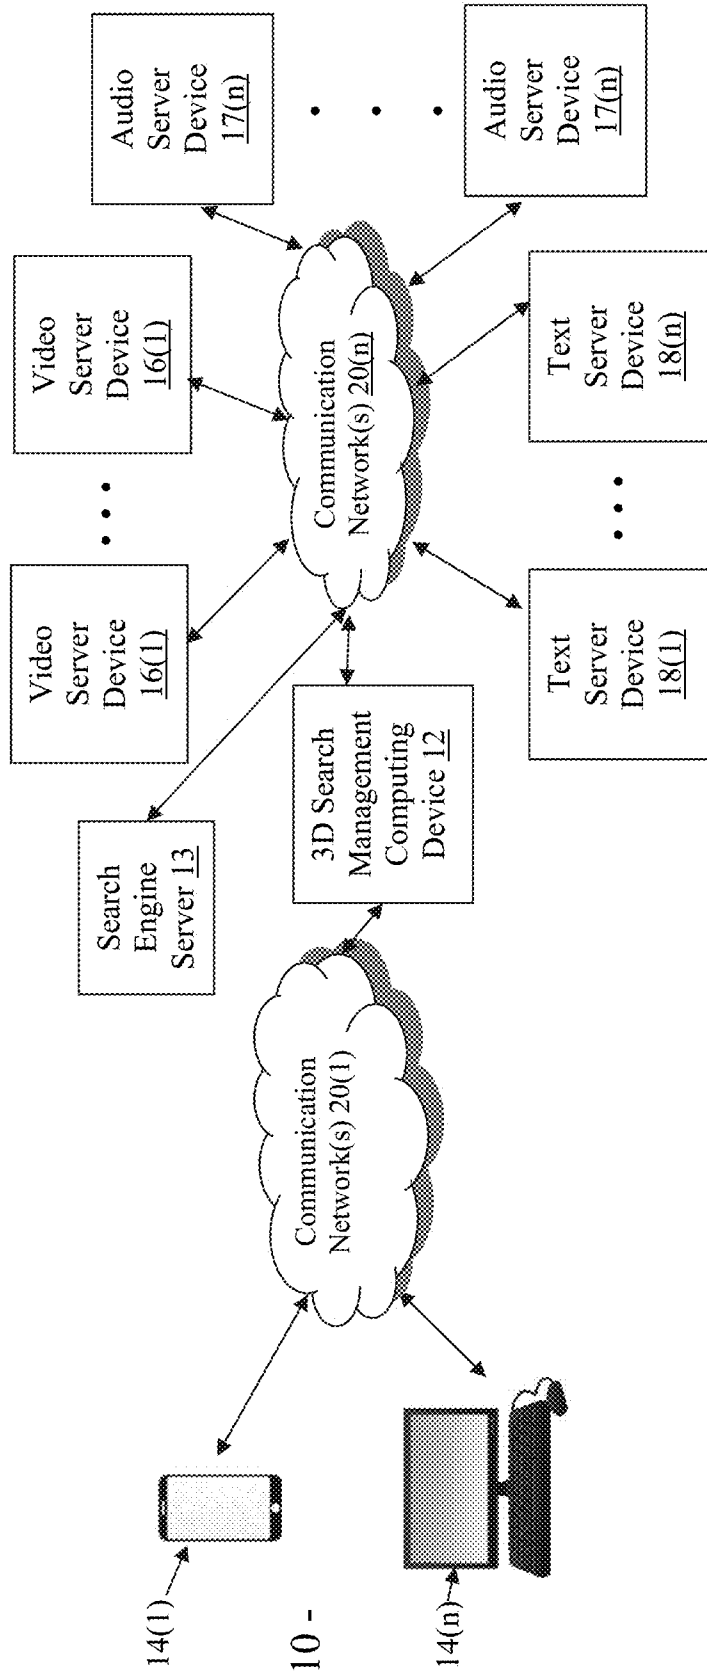 14(1)
10 -
14(n)
Communication
Network(s) 20(1)
Search
Engine
Server 13
3D Search
Management
Computing
Device 12
Video
Server
Device
16(1)
Video
Server
Device
16(1)
Communication
Network(s) 20(n)
Text
Server
Device
18(1)
Text
Server
Device
18(n)
Audio
Server
Device
17(n)
Audio
Server
Device
17(n)